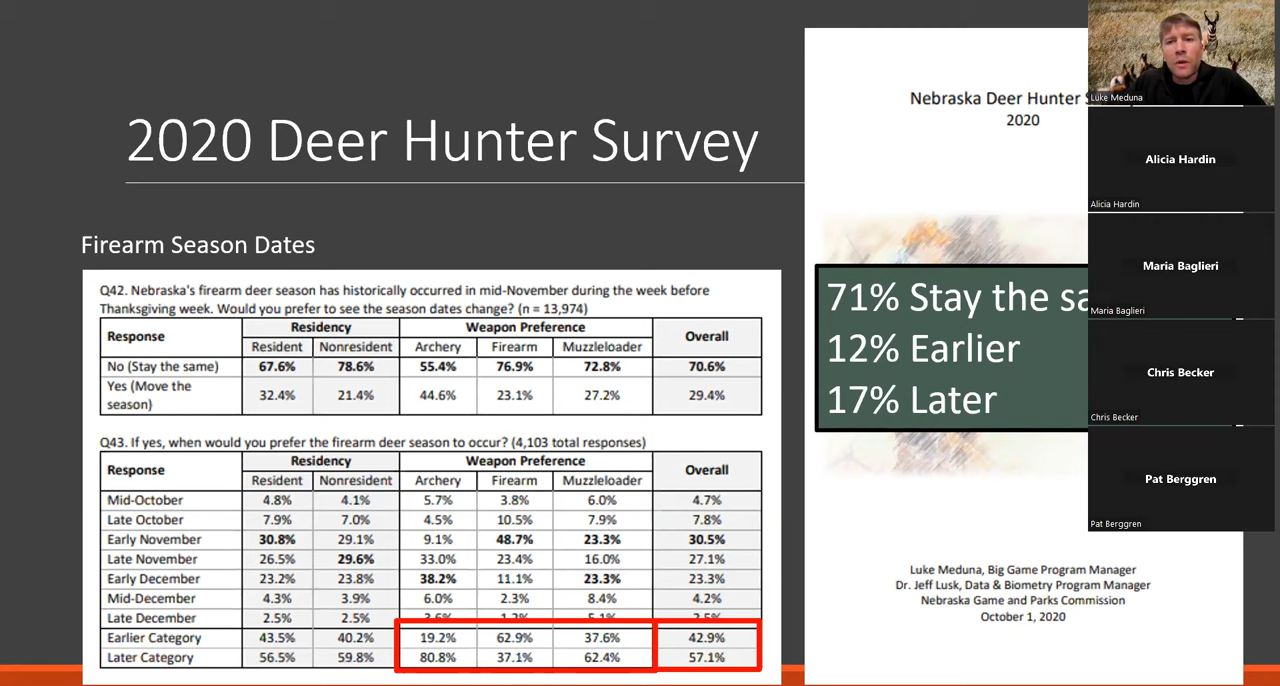 2020 Deer Hunter Survey
Firearm Season Dates
Q42. Nebraska's firearm deer season has historically occurred in mid-November during the week before
Thanksgiving week. Would you prefer to see the season dates change? (n = 13,974)
Response Residency Weapon Preference Overall
Resident Nonresident Archery Firearm Muzzleloader
No (Stay the same) 67.6% 78.6% 55.4% 76.9% 72.8% 70.6%
Yes (Move the
season) 32.4% 21.4% 44.6% 23.1% 27.2% 29.4%
Q43. If yes, when would you prefer the firearm deer season to occur? (4,103 total responses)
Response Residency Weapon Preference Overall
Resident Nonresident Archery Firearm Muzzleloader
Mid-October 4.8% 4.1% 5.7% 3.8% 6.0% 4.7%
Late October 7.9% 7.0% 4.5% 10.5% 7.9% 7.8%
Early November 30.8% 29.1% 9.1% 48.7% 23.3% 30.5%
Late November 26.5% 29.6% 33.0% 23.4% 16.0% 27.1%
Early December 23.2% 23.8% 38.2% 11.1% 23.3% 23.3%
Mid-December 4.3% 3.9% 6.0% 2.3% 8.4% 4.2%
Late December 2.5% 2.5%
Earlier Category 43.5% 40.2% 19.2% 62.9% 37.6% 42.9%
Later Category 56.5% 59.8% 80.8% 37.1% 62.4% 57.1%
Nebraska Deer Hunter S
2020
71% Stay the sa
12% Earlier
17% Later
Luke Meduna, Big Game Program Manager
Dr. Jeff Lusk, Data & Biometry Program Manager
Nebraska Game and Parks Commission
October 1, 2020
Luke Meduna
Alicia Hardin
Alicia Hardin
Maria Baglieri
Maria Baglieri
Chris Becker
Chris Becker
Pat Berggren
Pat Berggren